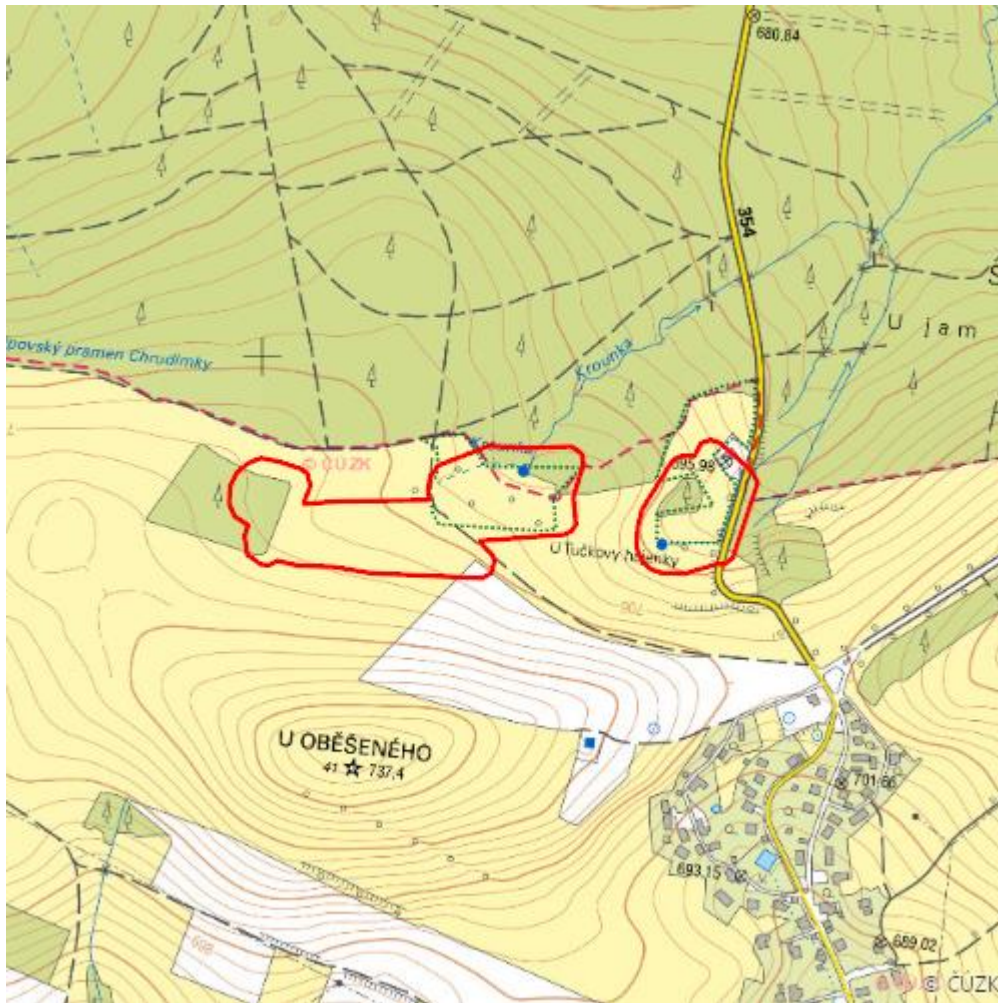 680.84
354
U jam
Krounka
povský pramen Chrudimky
© ČÚZK
695.98
U Tučkovy hájenky
706
U OBĚŠENÉHO
41 737,4
701.86
693.15
689.02
© ČÚZK